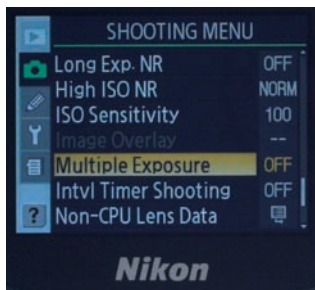 SHOOTING MENU
Long Exp. NR OFF
High ISO NR NORM
ISO Sensitivity 100
Image Overlay --
Multiple Exposure OFF
Intvl Timer Shooting OFF
Non-CPU Lens Data
?
Nikon